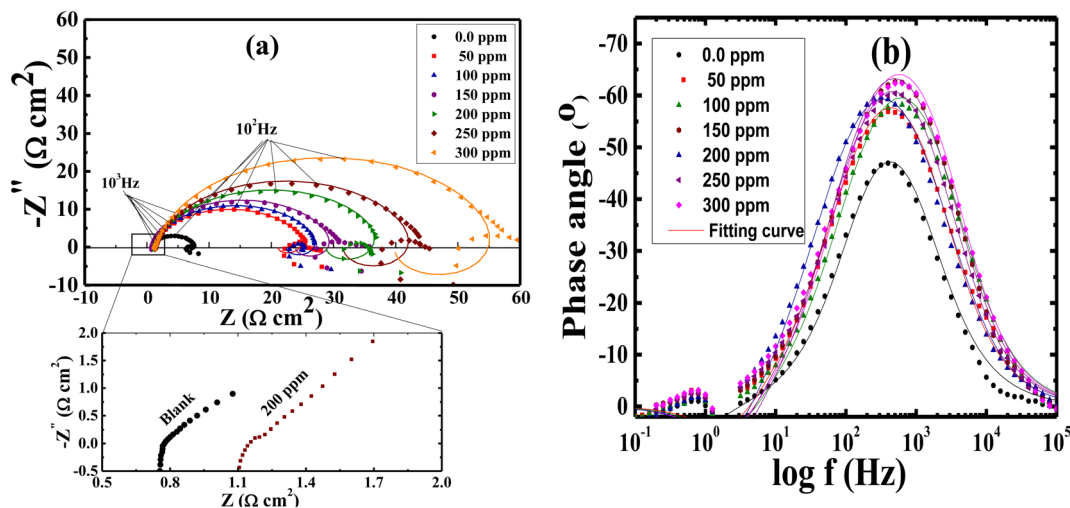 (a)
0.0 ppm
50 ppm
100 ppm
150 ppm
200 ppm
250 ppm
300 ppm
10²Hz
10³Hz
-Z'' (Ω cm²)
60
50
40
30
20
10
0
-10
-10 0 10 20 30 40 50 60
Z (Ω cm²)
2.0
1.5
1.0
0.5
0.0
-0.5
-Z'' (Ω cm²)
Blank
200 ppm
0.5 0.8 1.1 1.4 1.7 2.0
Z (Ω cm²)
(b)
0.0 ppm
50 ppm
100 ppm
150 ppm
200 ppm
250 ppm
300 ppm
Fitting curve
Phase angle (°)
-70
-60
-50
-40
-30
-20
-10
0
10⁻¹ 10⁰ 10¹ 10² 10³ 10⁴ 10⁵
log f (Hz)